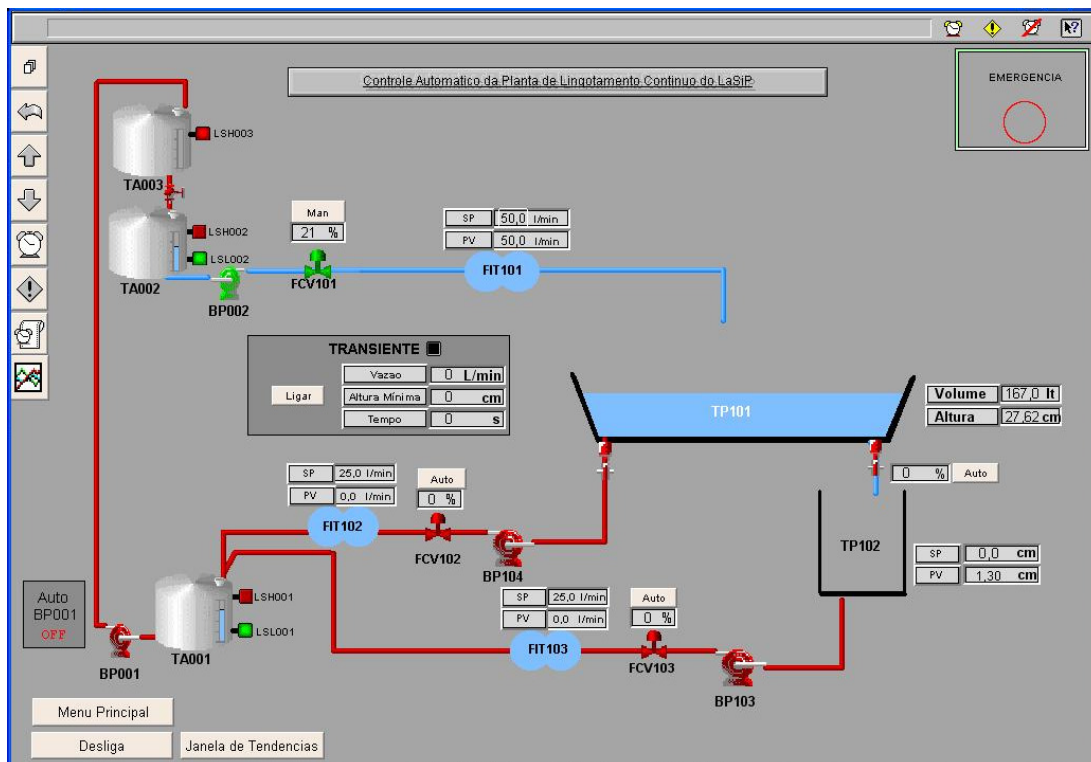 Controle Automatico da Planta de Lingotamento Continuo do LaSiP
EMERGENCIA
LSH003
TA003
Man
21 %
SP 50,0 l/min
PV 50,0 l/min
LSH002
LSL002
TA002
BP002
FCV101
FIT101
TRANSIENTE
Ligar
Vazao 0 L/min
Altura Mínima 0 cm
Tempo 0 s
TP101
Volume 167,0 lt
Altura 27,62 cm
SP 25,0 l/min
PV 0,0 l/min
Auto
0 %
0 % Auto
FIT102
FCV102
BP104
TP102
SP 0,0 cm
PV 1,30 cm
Auto
BP001
OFF
LSH001
LSL001
TA001
BP001
SP 25,0 l/min
PV 0,0 l/min
Auto
0 %
FIT103
FCV103
BP103
Menu Principal
Desliga
Janela de Tendencias